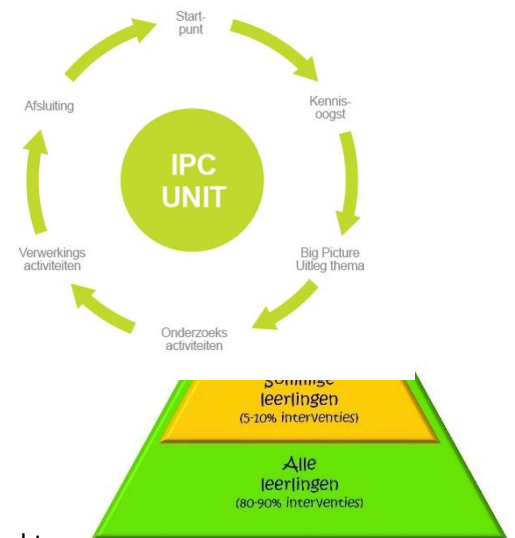 Start-
punt
Kennis-
oogst
Big Picture
Uitleg thema
Onderzoeks
activiteiten
Verwerkings
activiteiten
Afsluiting
IPC
UNIT
leerlingen
(5-10% interventies)
Alle
leerlingen
(80-90% interventies)